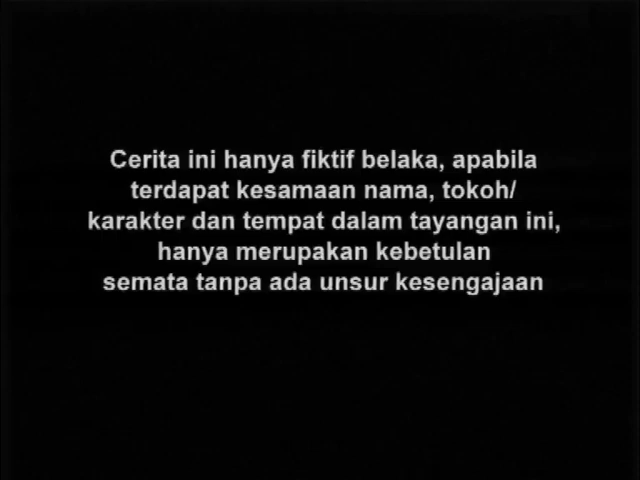 Cerita ini hanya fiktif belaka, apabila
terdapat kesamaan nama, tokoh/
karakter dan tempat dalam tayangan ini,
hanya merupakan kebetulan
semata tanpa ada unsur kesengajaan